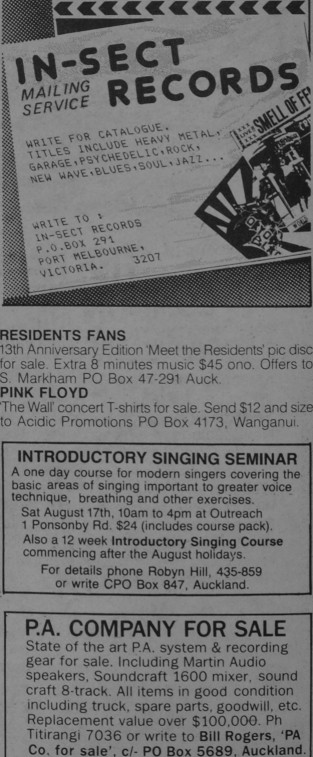 IN-SECT
MAILING
SERVICE
RECORDS
SMELL OF
WRITE FOR CATALOGUE.
TITLES INCLUDE HEAVY METAL,
GARAGE,PSYCHEDELIC,ROCK,
NEW WAVE,BLUES,SOUL,JAZZ...
WRITE TO :
IN-SECT RECORDS
P.O.BOX 291
PORT MELBOURNE,
VICTORIA. 3207
RESIDENTS FANS
13th Anniversary Edition 'Meet the Residents' pic disc
for sale. Extra 8 minutes music $45 ono. Offers to
S. Markham PO Box 47-291 Auck.
PINK FLOYD
'The Wall' concert T-shirts for sale. Send $12 and size
to Acidic Promotions PO Box 4173, Wanganui.
INTRODUCTORY SINGING SEMINAR
A one day course for modern singers covering the
basic areas of singing important to greater voice
technique, breathing and other exercises.
Sat August 17th, 10am to 4pm at Outreach
1 Ponsonby Rd. $24 (includes course pack).
Also a 12 week Introductory Singing Course
commencing after the August holidays.
For details phone Robyn Hill, 435-859
or write CPO Box 847, Auckland.
P.A. COMPANY FOR SALE
State of the art P.A. system & recording
gear for sale. Including Martin Audio
speakers, Soundcraft 1600 mixer, sound
craft 8-track. All items in good condition
including truck, spare parts, goodwill, etc.
Replacement value over $100,000. Ph
Titirangi 7036 or write to Bill Rogers, 'PA
Co. for sale', c/- PO Box 5689, Auckland.